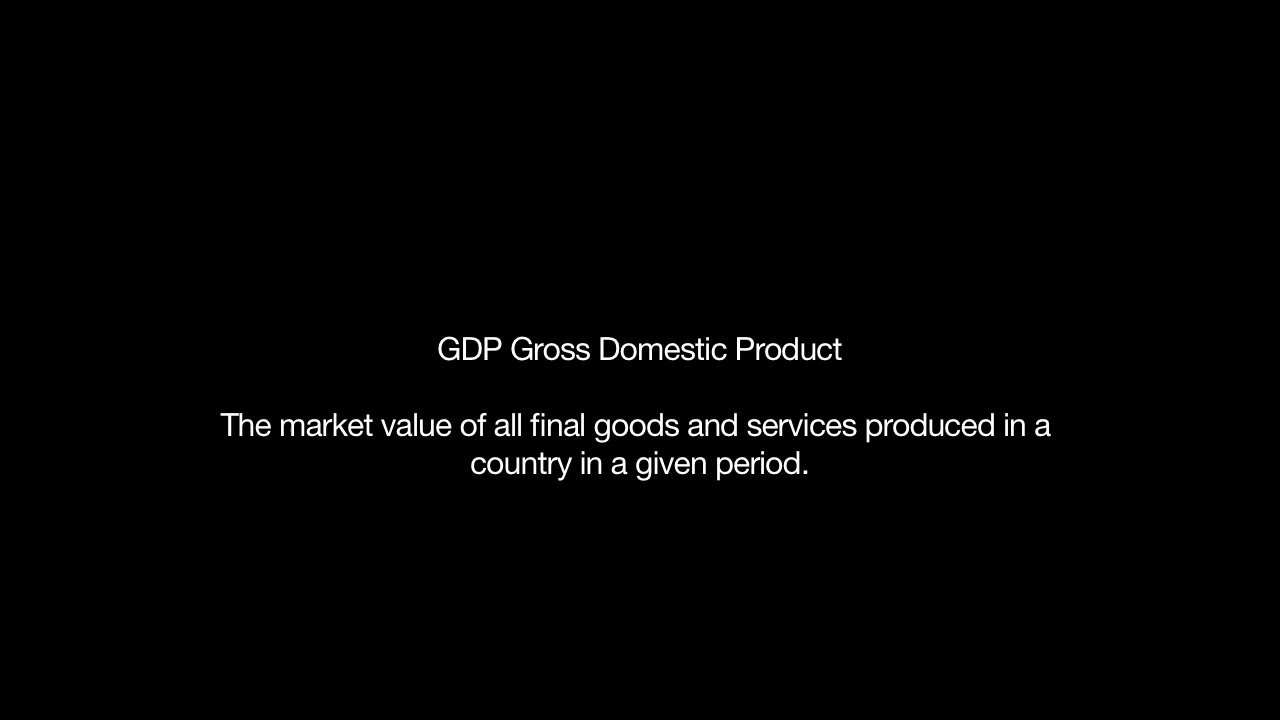 GDP Gross Domestic Product
The market value of all final goods and services produced in a
country in a given period.